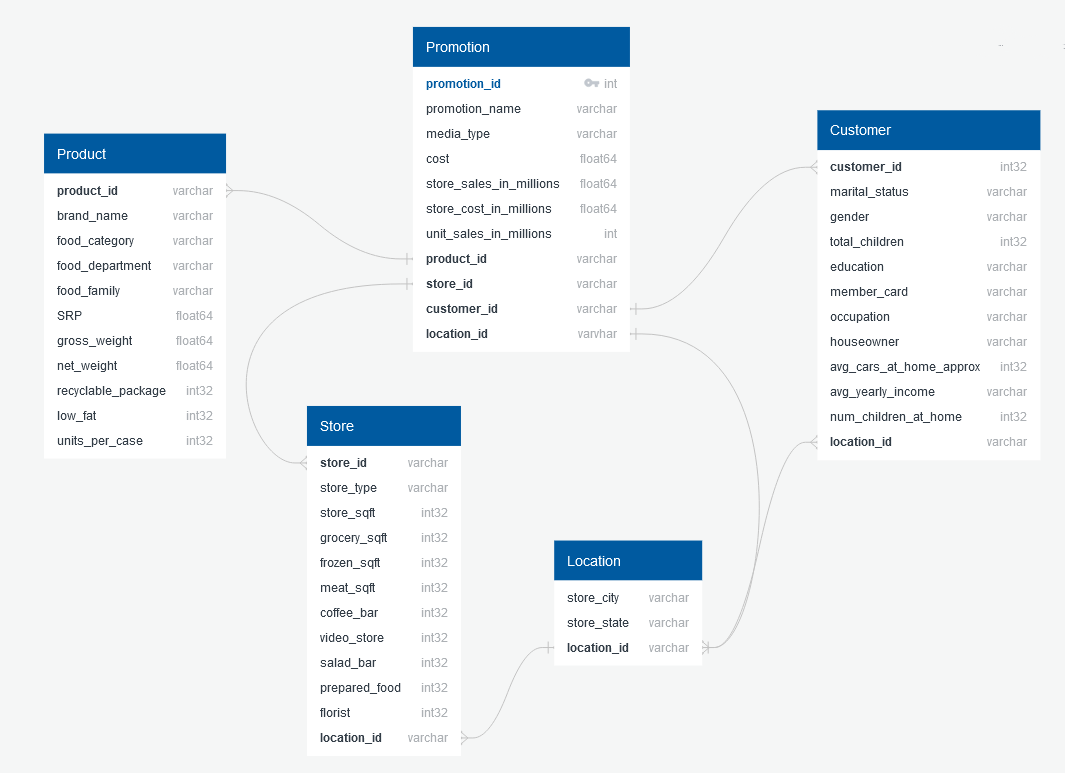 Promotion
promotion_id int
promotion_name varchar
media_type varchar
cost float64
store_sales_in_millions float64
store_cost_in_millions float64
unit_sales_in_millions int
product_id varchar
store_id varchar
customer_id varchar
location_id varvhar
Product
product_id varchar
brand_name varchar
food_category varchar
food_department varchar
food_family varchar
SRP float64
gross_weight float64
net_weight float64
recyclable_package int32
low_fat int32
units_per_case int32
Customer
customer_id int32
marital_status varchar
gender varchar
total_children int32
education varchar
member_card varchar
occupation varchar
houseowner varchar
avg_cars_at_home_approx int32
avg_yearly_income varchar
num_children_at_home int32
location_id varchar
Store
store_id varchar
store_type varchar
store_sqft int32
grocery_sqft int32
frozen_sqft int32
meat_sqft int32
coffee_bar int32
video_store int32
salad_bar int32
prepared_food int32
florist int32
location_id varchar
Location
store_city varchar
store_state varchar
location_id varchar